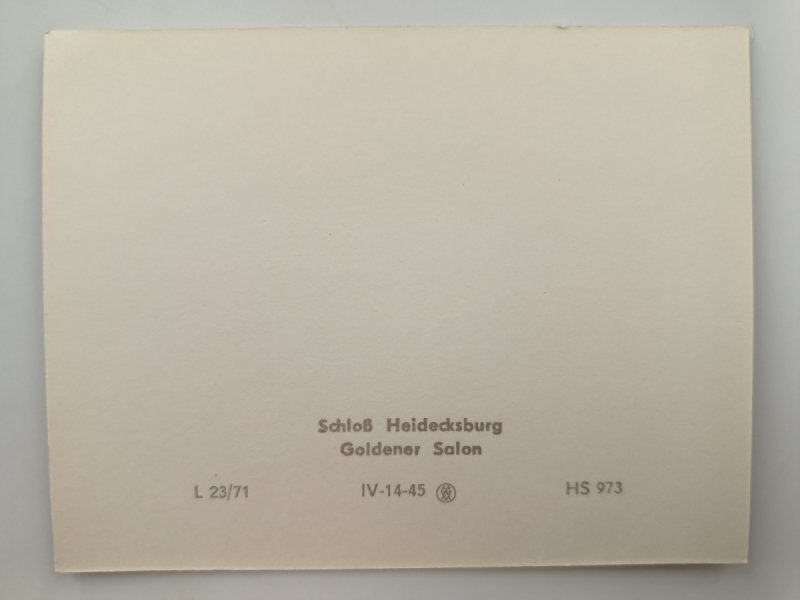 Schloß Heidecksburg
Goldener Salon
L 23/71 IV-14-45 HS 973